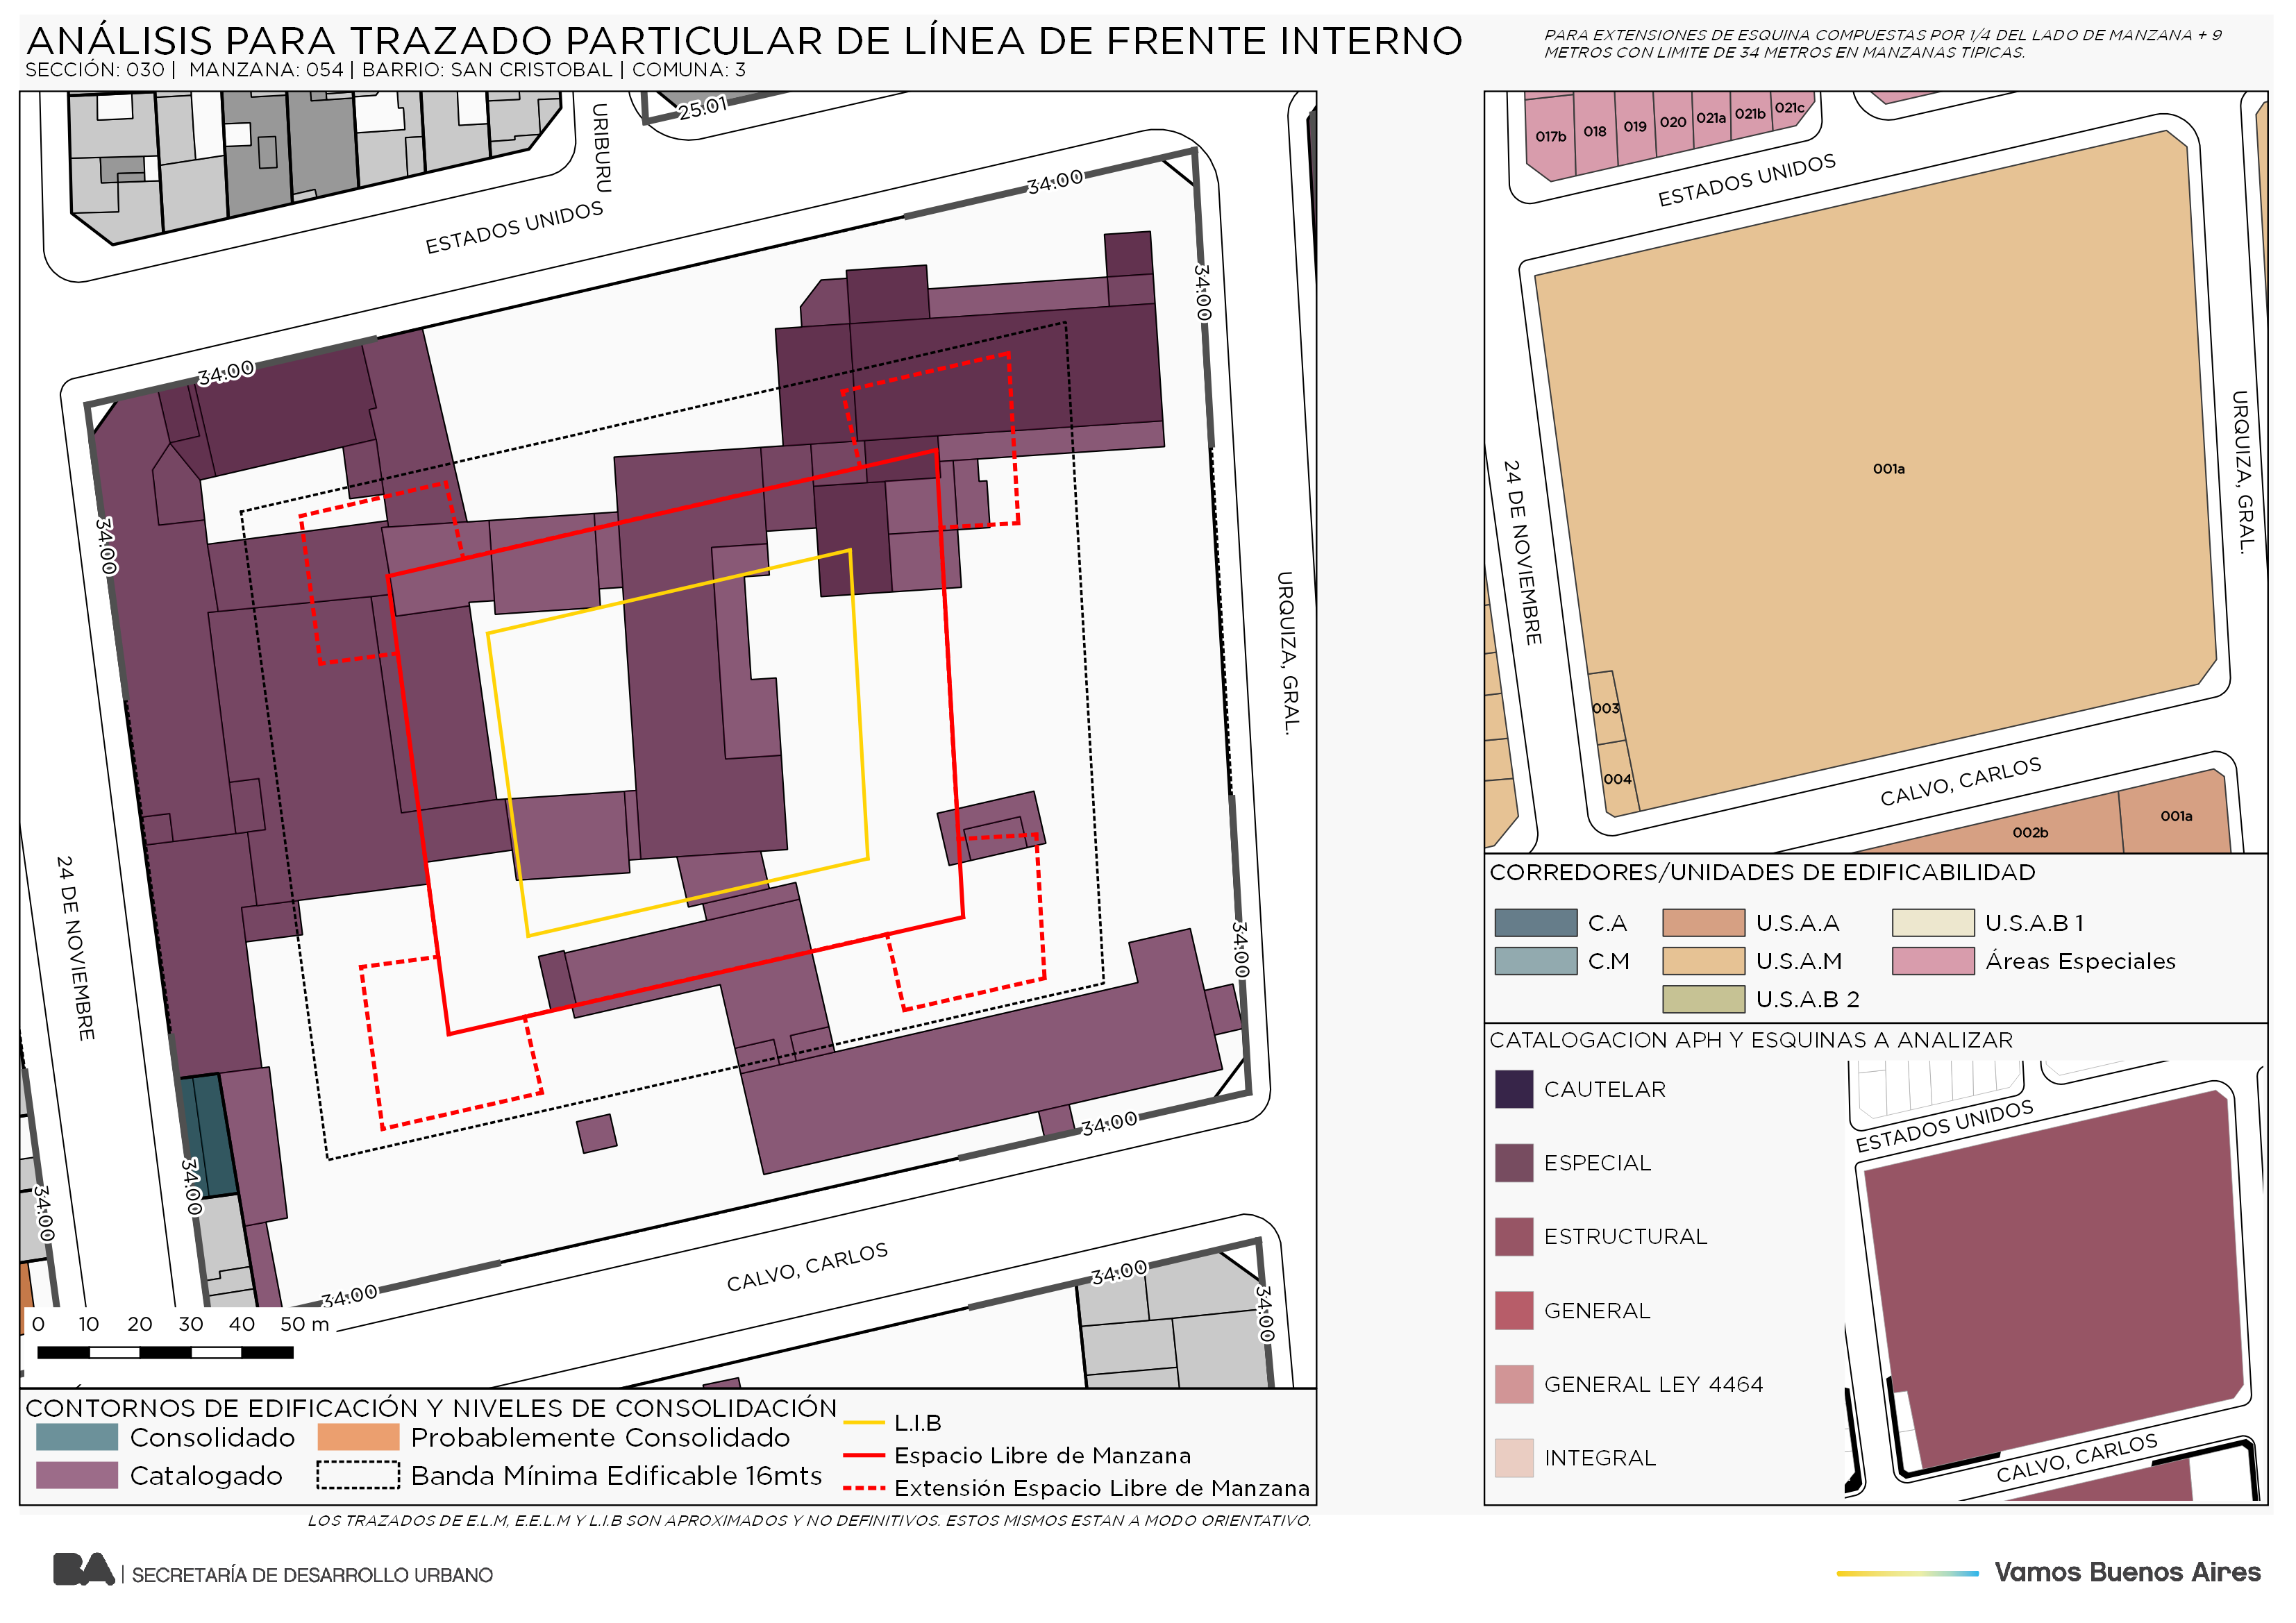 ANÁLISIS PARA TRAZADO PARTICULAR DE LÍNEA DE FRENTE INTERNO
SECCIÓN: 030 | MANZANA: 054 | BARRIO: SAN CRISTOBAL | COMUNA: 3
PARA EXTENSIONES DE ESQUINA COMPUESTAS POR 1/4 DEL LADO DE MANZANA + 9
METROS CON LIMITE DE 34 METROS EN MANZANAS TIPICAS.
25.01
URIBURU
ESTADOS UNIDOS
34:00
34:00
34:00
34:00
URQUIZA, GRAL.
24 DE NOVIEMBRE
34:00
34:00
34:00
34:00
34:00
CALVO, CARLOS
34:00
34:00
0 10 20 30 40 50 m
CONTORNOS DE EDIFICACIÓN Y NIVELES DE CONSOLIDACIÓN
Consolidado
Probablemente Consolidado
Catalogado
Banda Mínima Edificable 16mts
L.I.B
Espacio Libre de Manzana
Extensión Espacio Libre de Manzana
LOS TRAZADOS DE E.L.M, E.E.L.M Y L.I.B SON APROXIMADOS Y NO DEFINITIVOS. ESTOS MISMOS ESTAN A MODO ORIENTATIVO.
017b
018
019
020
021a
021b
021c
ESTADOS UNIDOS
001a
24 DE NOVIEMBRE
URQUIZA, GRAL.
003
004
CALVO, CARLOS
002b
001a
CORREDORES/UNIDADES DE EDIFICABILIDAD
C.A
U.S.A.A
U.S.A.B 1
C.M
U.S.A.M
Áreas Especiales
U.S.A.B 2
CATALOGACION APH Y ESQUINAS A ANALIZAR
CAUTELAR
ESPECIAL
ESTRUCTURAL
GENERAL
GENERAL LEY 4464
INTEGRAL
ESTADOS UNIDOS
CALVO, CARLOS
BA | SECRETARÍA DE DESARROLLO URBANO
Vamos Buenos Aires